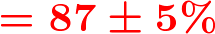 = 87 ± 5%